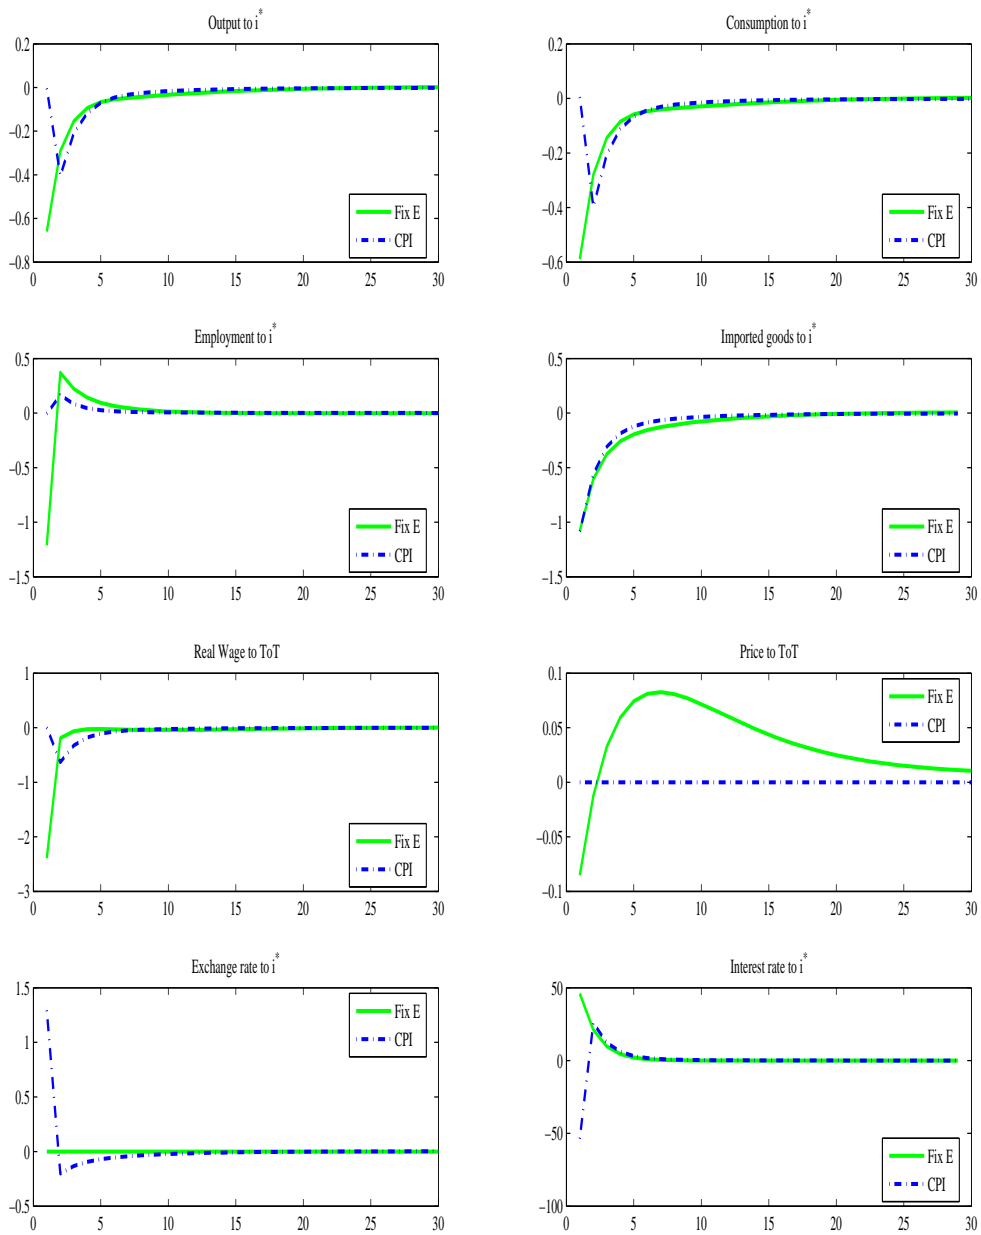 Output to i*
0.2
0
−0.2
−0.4
−0.6
−0.8
0 5 10 15 20 25 30
Fix E
CPI
Consumption to i*
0.2
0
−0.2
−0.4
−0.6
0 5 10 15 20 25 30
Fix E
CPI
Employment to i*
0.5
0
−0.5
−1
−1.5
0 5 10 15 20 25 30
Fix E
CPI
Imported goods to i*
0.5
0
−0.5
−1
−1.5
0 5 10 15 20 25 30
Fix E
CPI
Real Wage to ToT
1
0
−1
−2
−3
0 5 10 15 20 25 30
Fix E
CPI
Price to ToT
0.1
0.05
0
−0.05
−0.1
0 5 10 15 20 25 30
Fix E
CPI
Exchange rate to i*
1.5
1
0.5
0
−0.5
0 5 10 15 20 25 30
Fix E
CPI
Interest rate to i*
50
0
−50
−100
0 5 10 15 20 25 30
Fix E
CPI